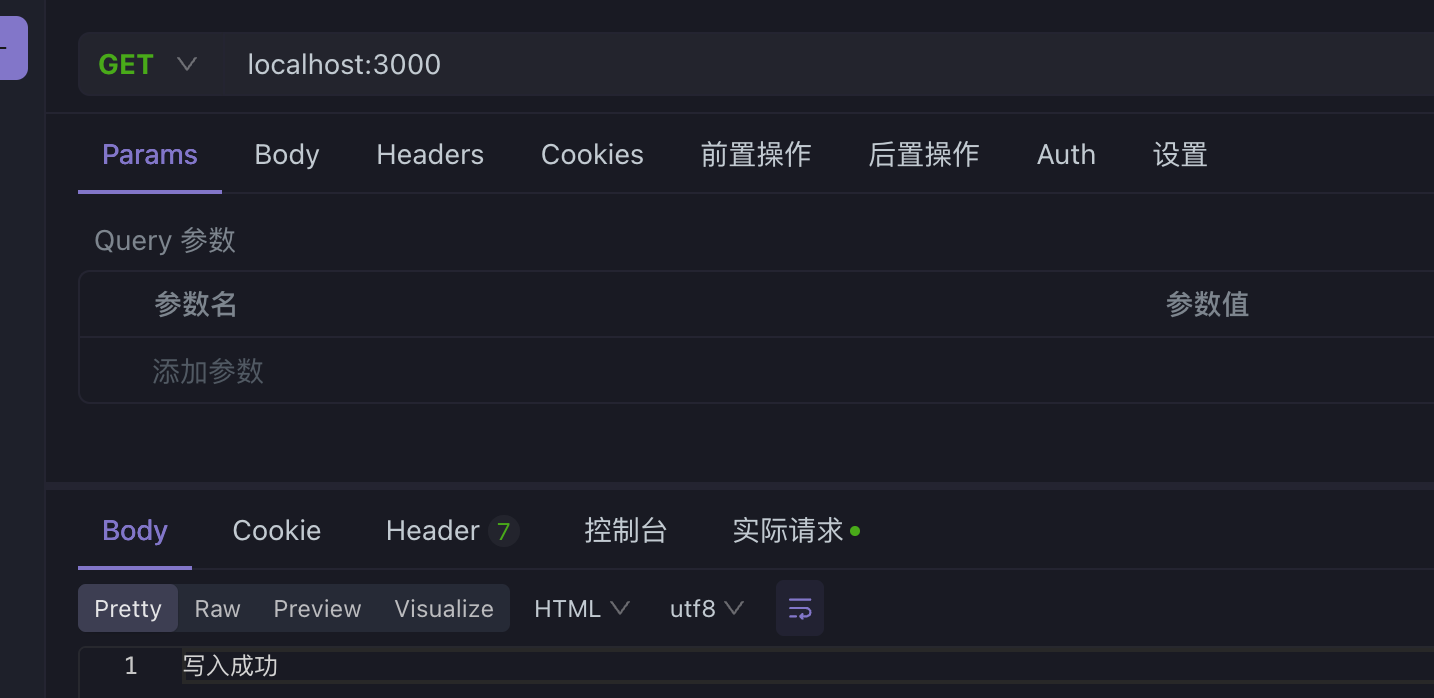 GET localhost:3000
Params Body Headers Cookies 前置操作 后置操作 Auth 设置
Query 参数
参数名 参数值
添加参数
Body Cookie Header 7 控制台 实际请求
Pretty Raw Preview Visualize HTML utf8
1 写入成功